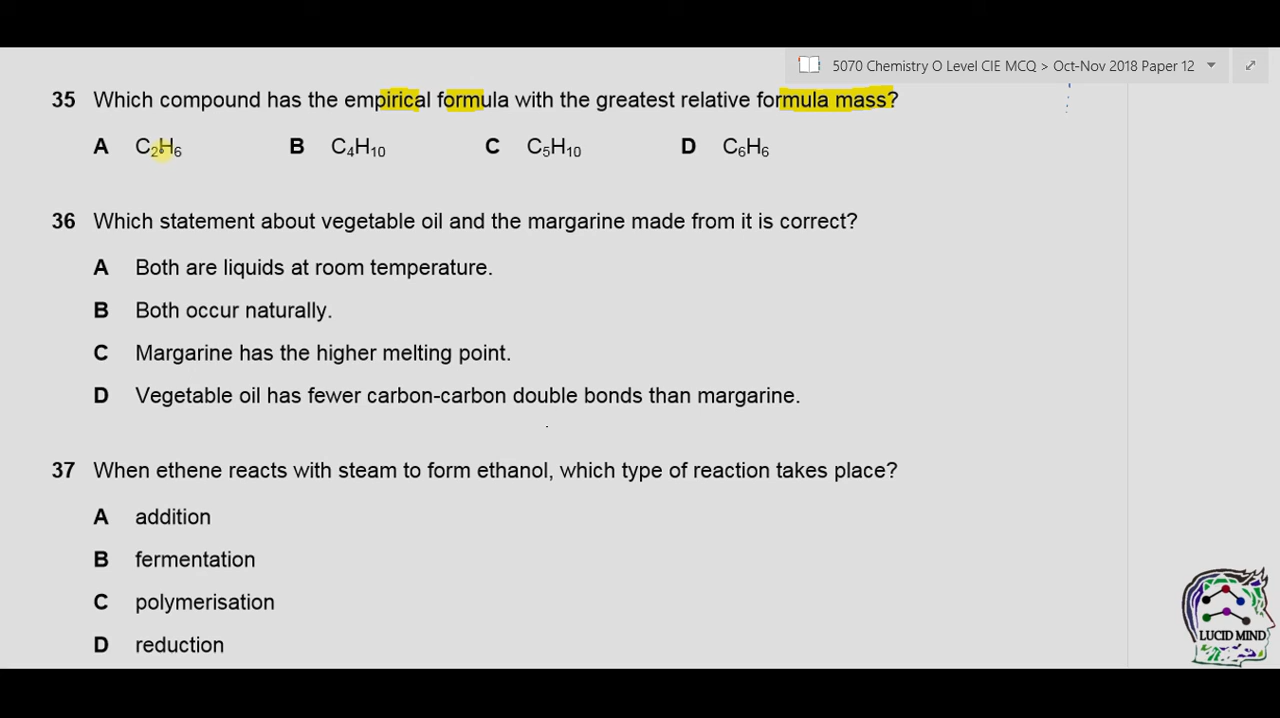 5070 Chemistry O Level CIE MCQ > Oct-Nov 2018 Paper 12
35 Which compound has the empirical formula with the greatest relative formula mass?
A C₂H₆ B C₄H₁₀ C C₅H₁₀ D C₆H₆
36 Which statement about vegetable oil and the margarine made from it is correct?
A Both are liquids at room temperature.
B Both occur naturally.
C Margarine has the higher melting point.
D Vegetable oil has fewer carbon-carbon double bonds than margarine.
37 When ethene reacts with steam to form ethanol, which type of reaction takes place?
A addition
B fermentation
C polymerisation
D reduction
LUCID MIND